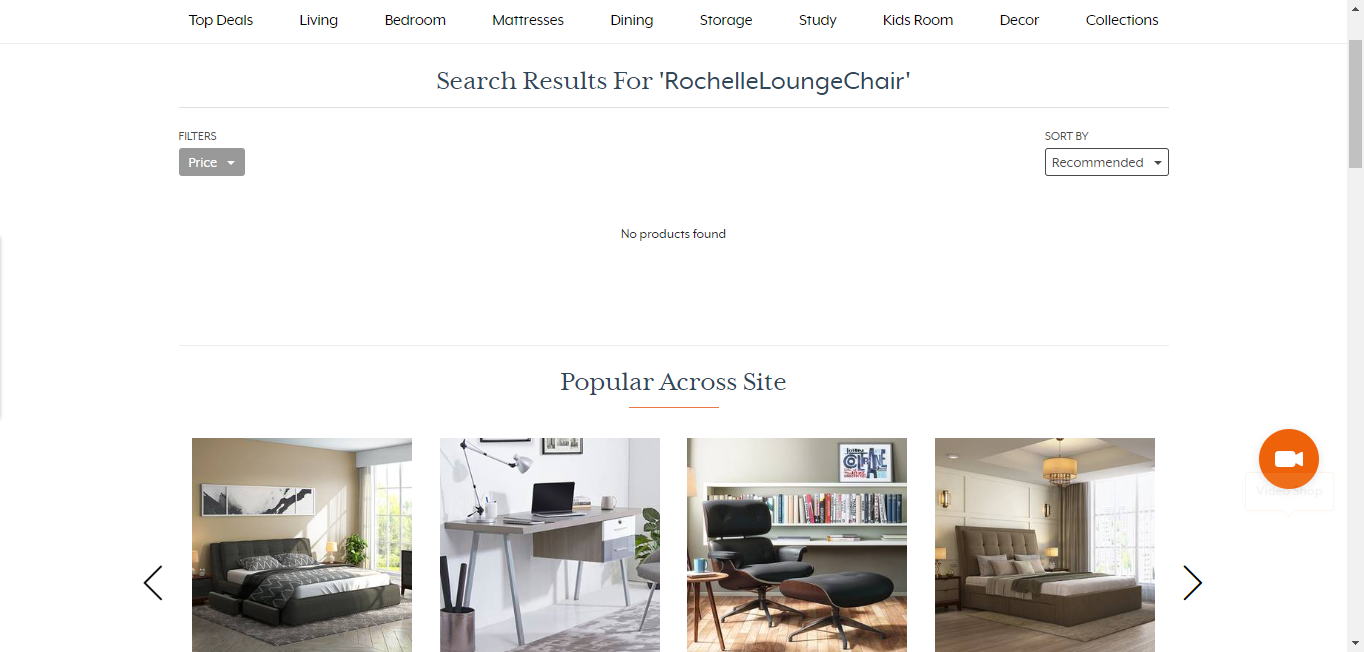 Top Deals Living Bedroom Mattresses Dining Storage Study Kids Room Decor Collections
Search Results For 'RochelleLoungeChair'
FILTERS
SORT BY
Price
Recommended
No products found
Popular Across Site
Video Shop